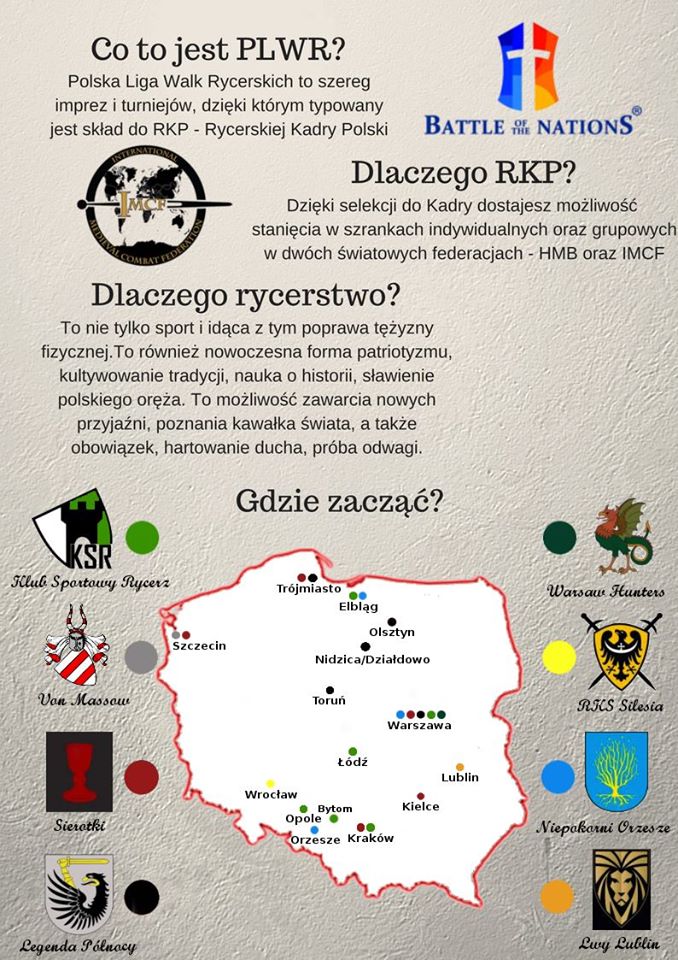 Co to jest PLWR?
Polska Liga Walk Rycerskich to szereg
imprez i turniejów, dzięki którym typowany
jest skład do RKP - Rycerskiej Kadry Polski
BATTLE OF THE NATIONS®
INTERNATIONAL
IMCF
MEDIEVAL COMBAT FEDERATION
Dlaczego RKP?
Dzięki selekcji do Kadry dostajesz możliwość
stanięcia w szrankach indywidualnych oraz grupowych
w dwóch światowych federacjach - HMB oraz IMCF
Dlaczego rycerstwo?
To nie tylko sport i idąca z tym poprawa tężyzny
fizycznej.To również nowoczesna forma patriotyzmu,
kultywowanie tradycji, nauka o historii, sławienie
polskiego oręża. To możliwość zawarcia nowych
przyjaźni, poznania kawałka świata, a także
obowiązek, hartowanie ducha, próba odwagi.
Gdzie zacząć?
KSR
Klub Sportowy Rycerz
Von Massow
Sierotki
Legenda Północy
Trójmiasto
Elbląg
Olsztyn
Szczecin
Nidzica/Działdowo
Toruń
Warszawa
Łódź
Lublin
Wrocław
Kielce
Bytom
Opole
Orzesze
Kraków
Warsaw Hunters
RKS Silesia
Niepokorni Orzesze
Lwy Lublin